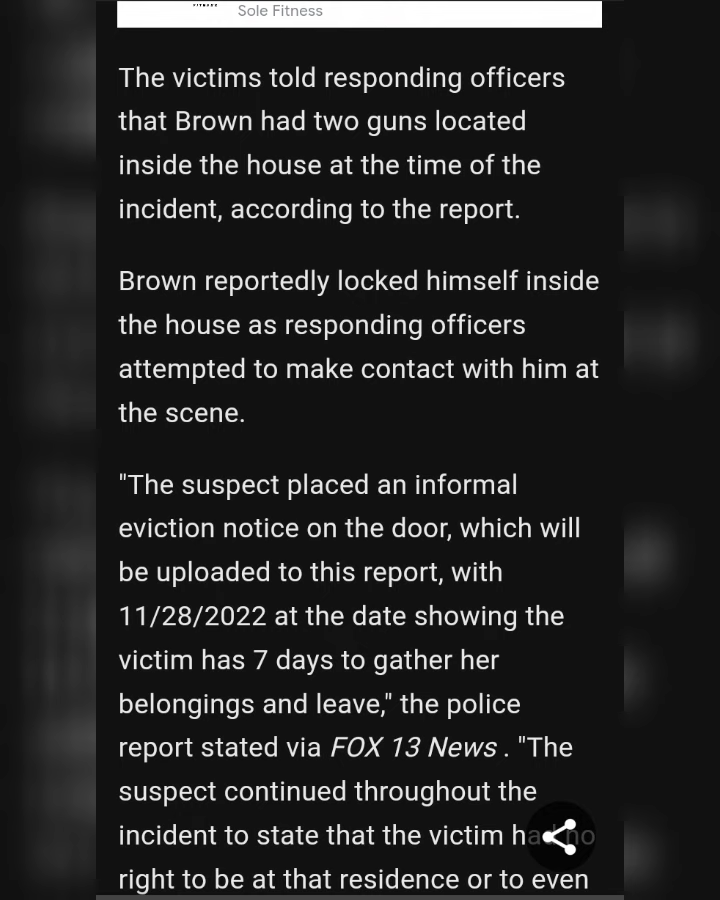 Sole Fitness
The victims told responding officers
that Brown had two guns located
inside the house at the time of the
incident, according to the report.
Brown reportedly locked himself inside
the house as responding officers
attempted to make contact with him at
the scene.
"The suspect placed an informal
eviction notice on the door, which will
be uploaded to this report, with
11/28/2022 at the date showing the
victim has 7 days to gather her
belongings and leave," the police
report stated via FOX 13 News . "The
suspect continued throughout the
incident to state that the victim had no
right to be at that residence or to even